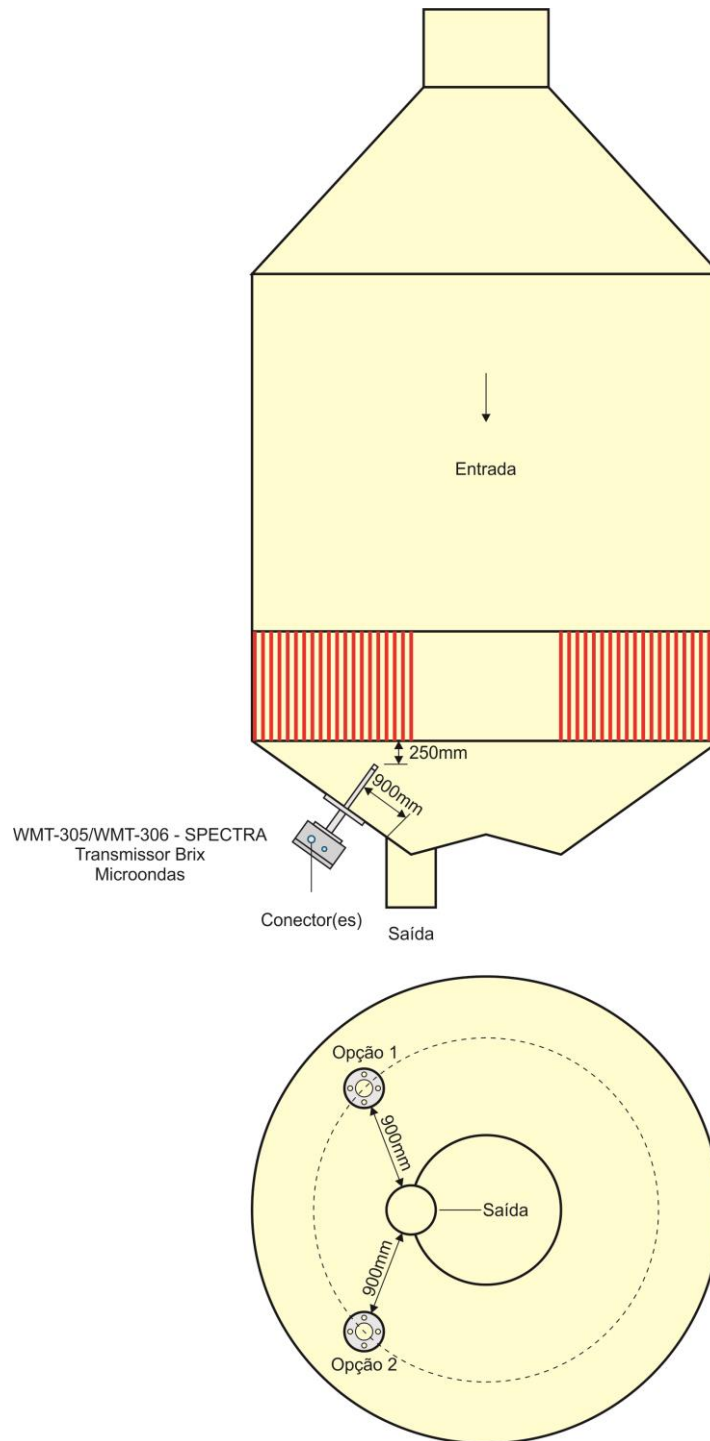 Entrada
250mm
900mm
WMT-305/WMT-306 - SPECTRA
Transmissor Brix
Microondas
Conector(es)
Saída
Opção 1
900mm
Saída
900mm
Opção 2